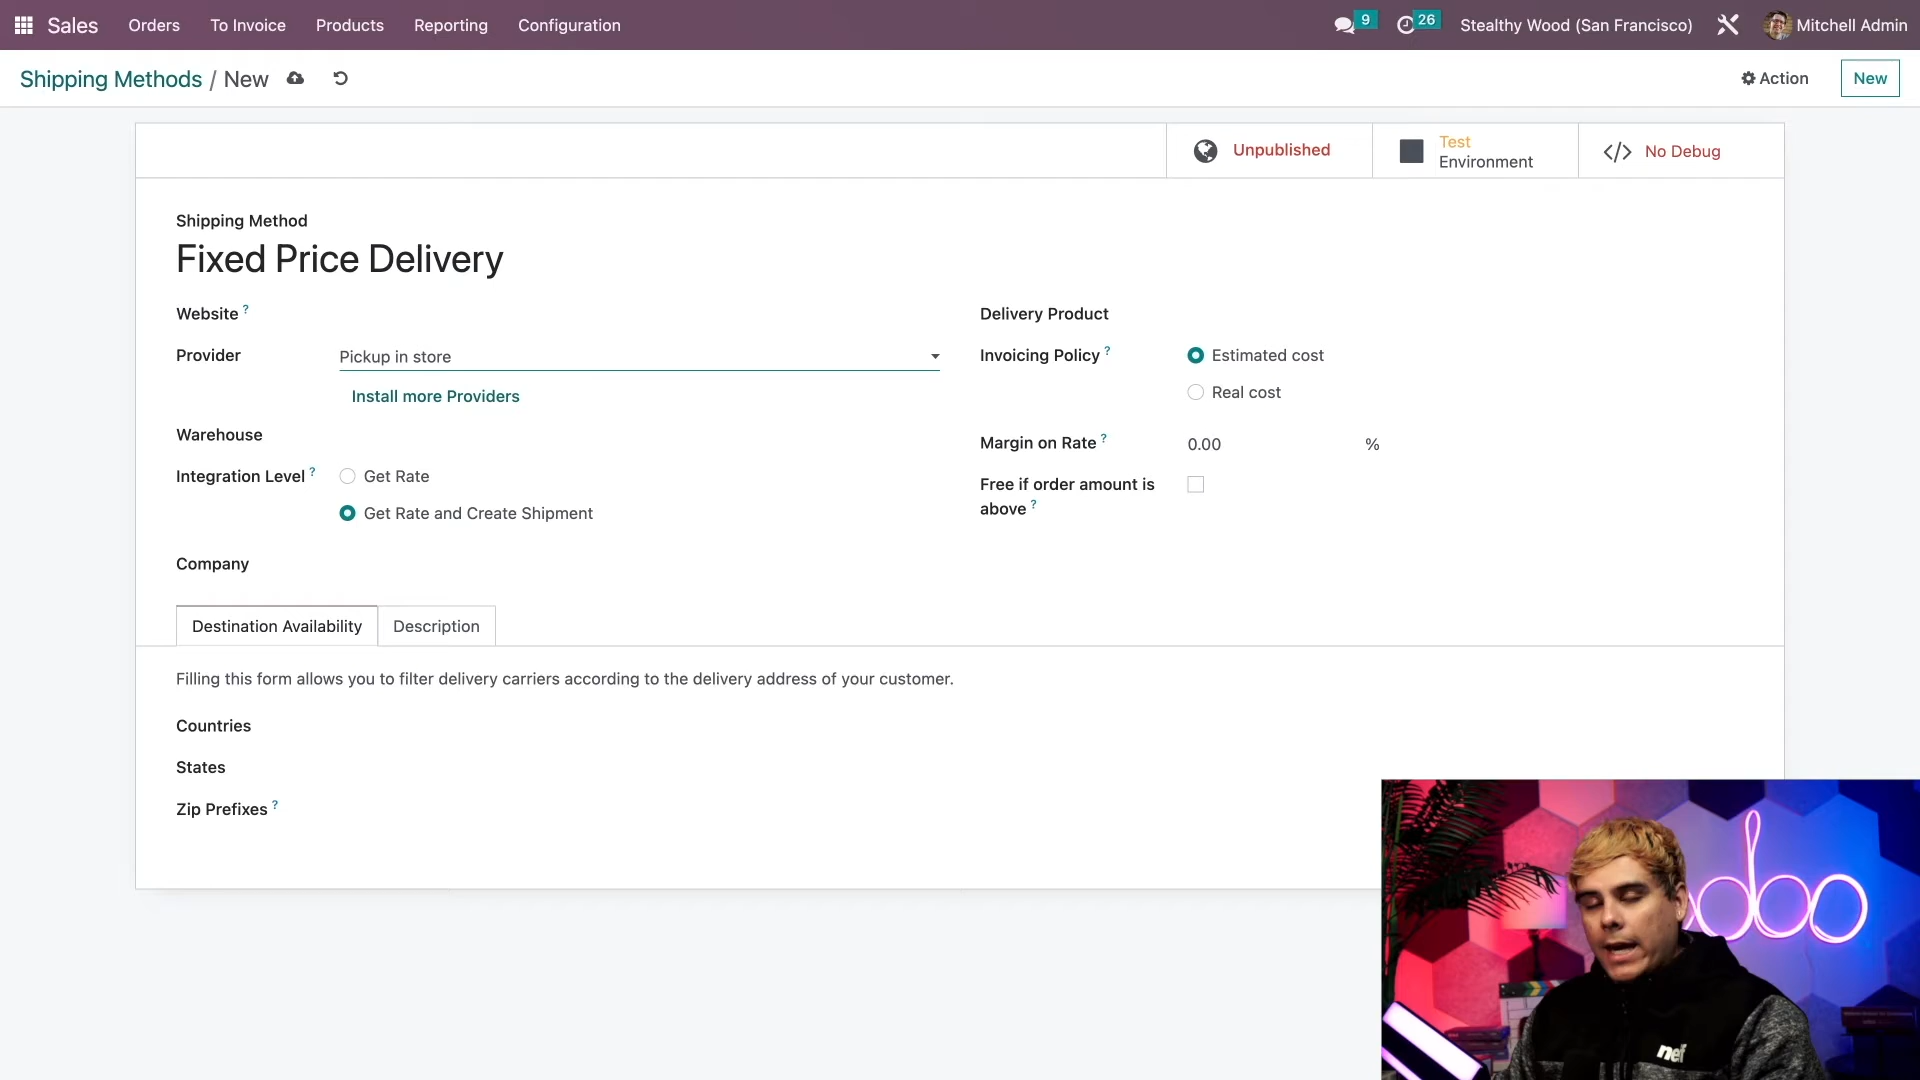 Sales Orders To Invoice Products Reporting Configuration 9 26 Stealthy Wood (San Francisco) Mitchell Admin
Shipping Methods / New Action New
Unpublished Test Environment </> No Debug
Shipping Method
Fixed Price Delivery
Website ?
Provider Pickup in store
Install more Providers
Warehouse
Integration Level ? Get Rate
Get Rate and Create Shipment
Company
Delivery Product
Invoicing Policy ? Estimated cost
Real cost
Margin on Rate ? 0.00 %
Free if order amount is
above ?
Destination Availability Description
Filling this form allows you to filter delivery carriers according to the delivery address of your customer.
Countries
States
Zip Prefixes ?
odoo
neff